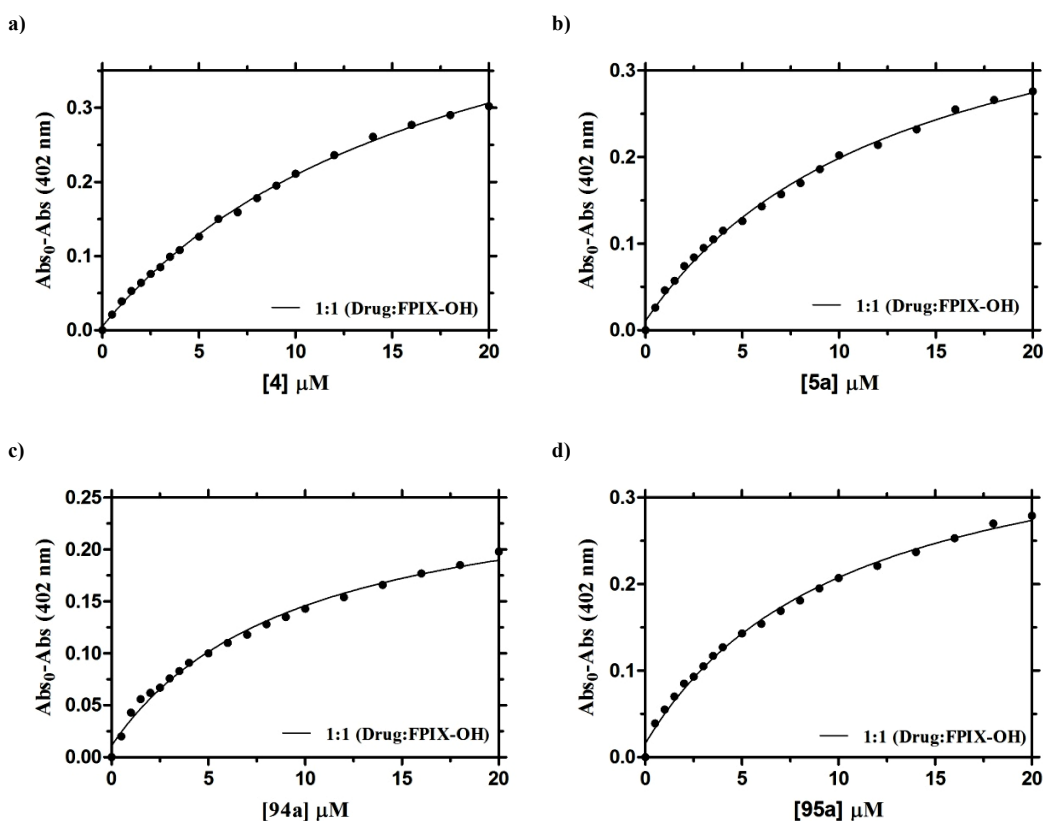 a)
0.3
0.2
0.1
0.0
Abs₀-Abs (402 nm)
1:1 (Drug:FPIX-OH)
0 5 10 15 20
[4] µM
b)
0.3
0.2
0.1
0.0
Abs₀-Abs (402 nm)
1:1 (Drug:FPIX-OH)
0 5 10 15 20
[5a] µM
c)
0.25
0.20
0.15
0.10
0.05
0.00
Abs₀-Abs (402 nm)
1:1 (Drug:FPIX-OH)
0 5 10 15 20
[94a] µM
d)
0.3
0.2
0.1
0.0
Abs₀-Abs (402 nm)
1:1 (Drug:FPIX-OH)
0 5 10 15 20
[95a] µM